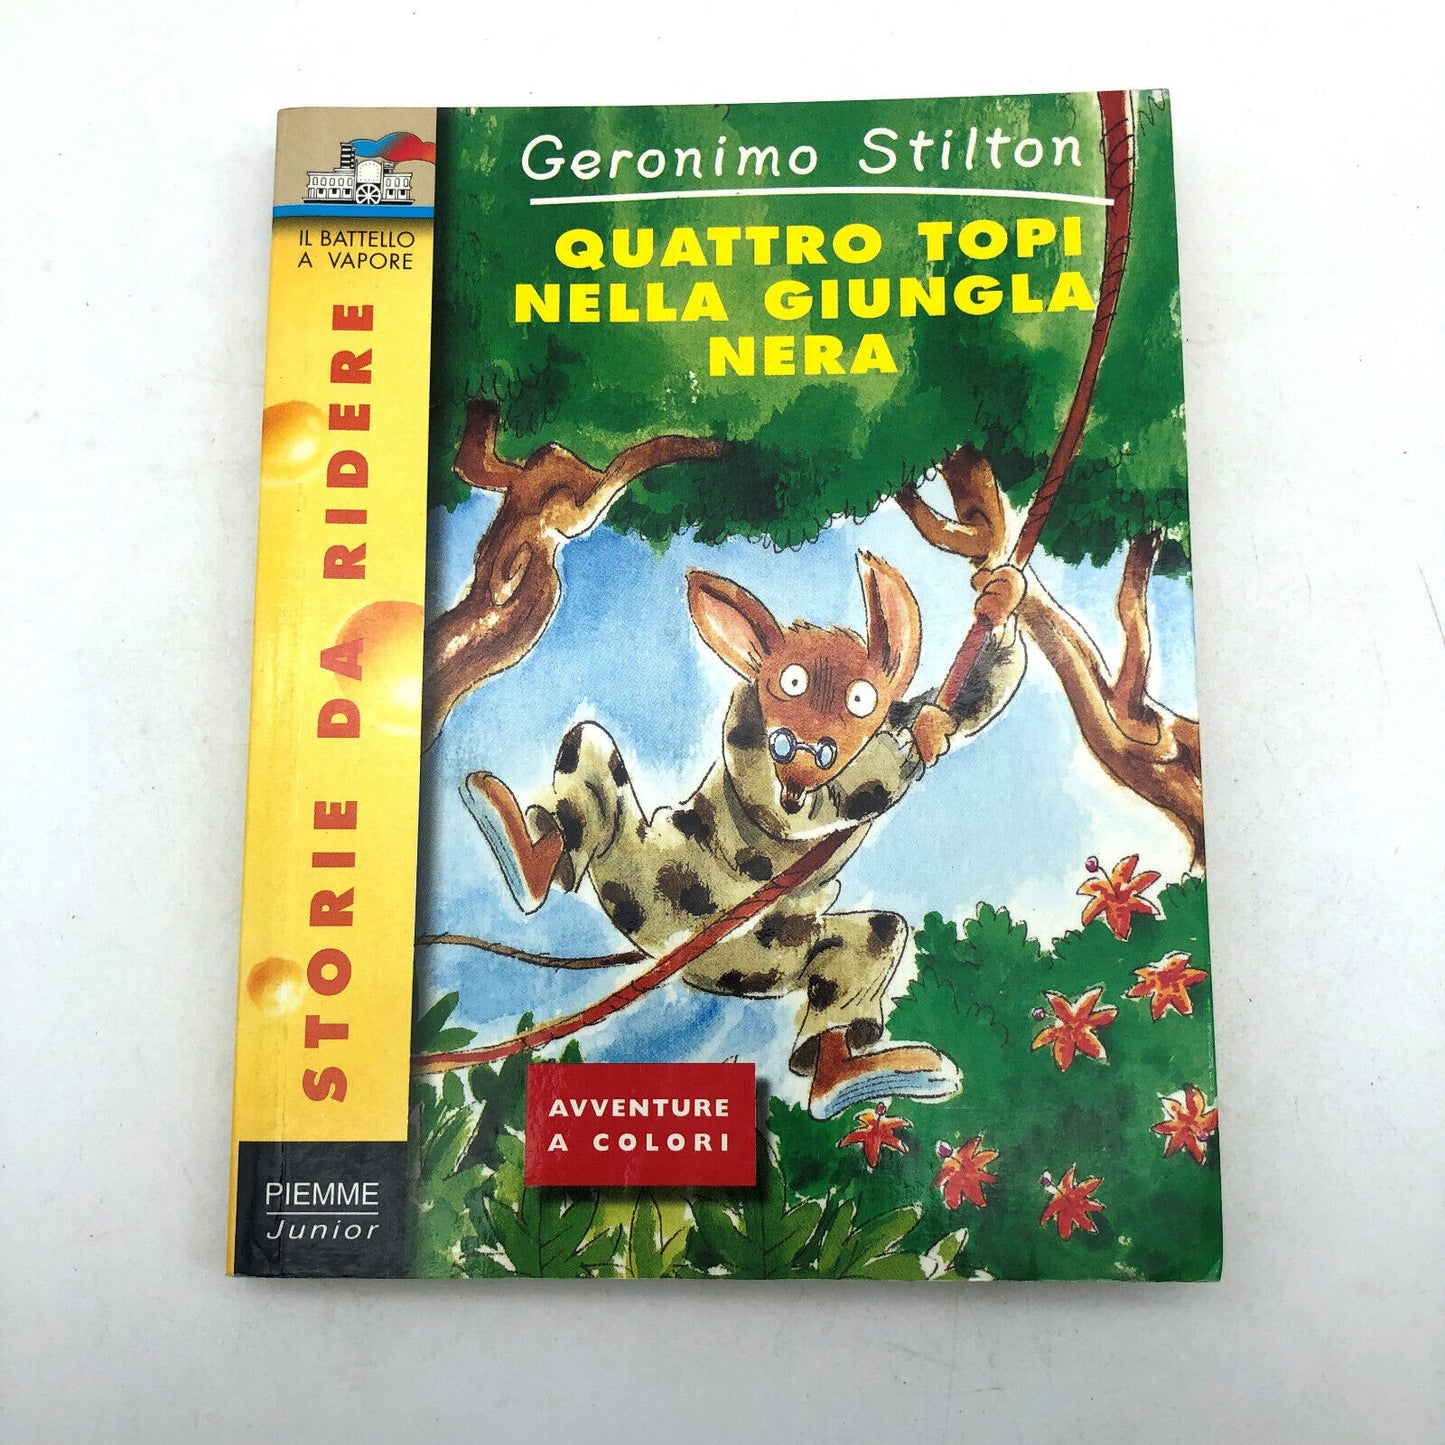 Geronimo Stilton
QUATTRO TOPI
NELLA GIUNGLA
NERA
IL BATTELLO
A VAPORE
STORIE DA RIDERE
AVVENTURE
A COLORI
PIEMME
Junior